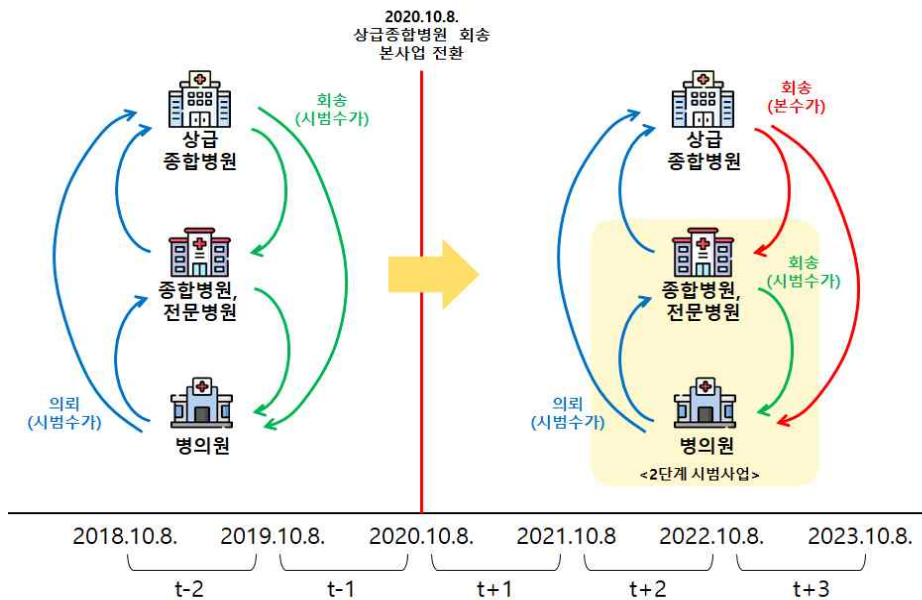 2020.10.8.
상급종합병원 회송
본사업 전환
회송
(시범수가)
상급
종합병원
종합병원,
전문병원
의뢰
(시범수가)
병의원
회송
(본수가)
상급
종합병원
회송
(시범수가)
종합병원,
전문병원
의뢰
(시범수가)
병의원
<2단계 시범사업>
2018.10.8. 2019.10.8. 2020.10.8. 2021.10.8 2022.10.8. 2023.10.8.
t-2 t-1 t+1 t+2 t+3